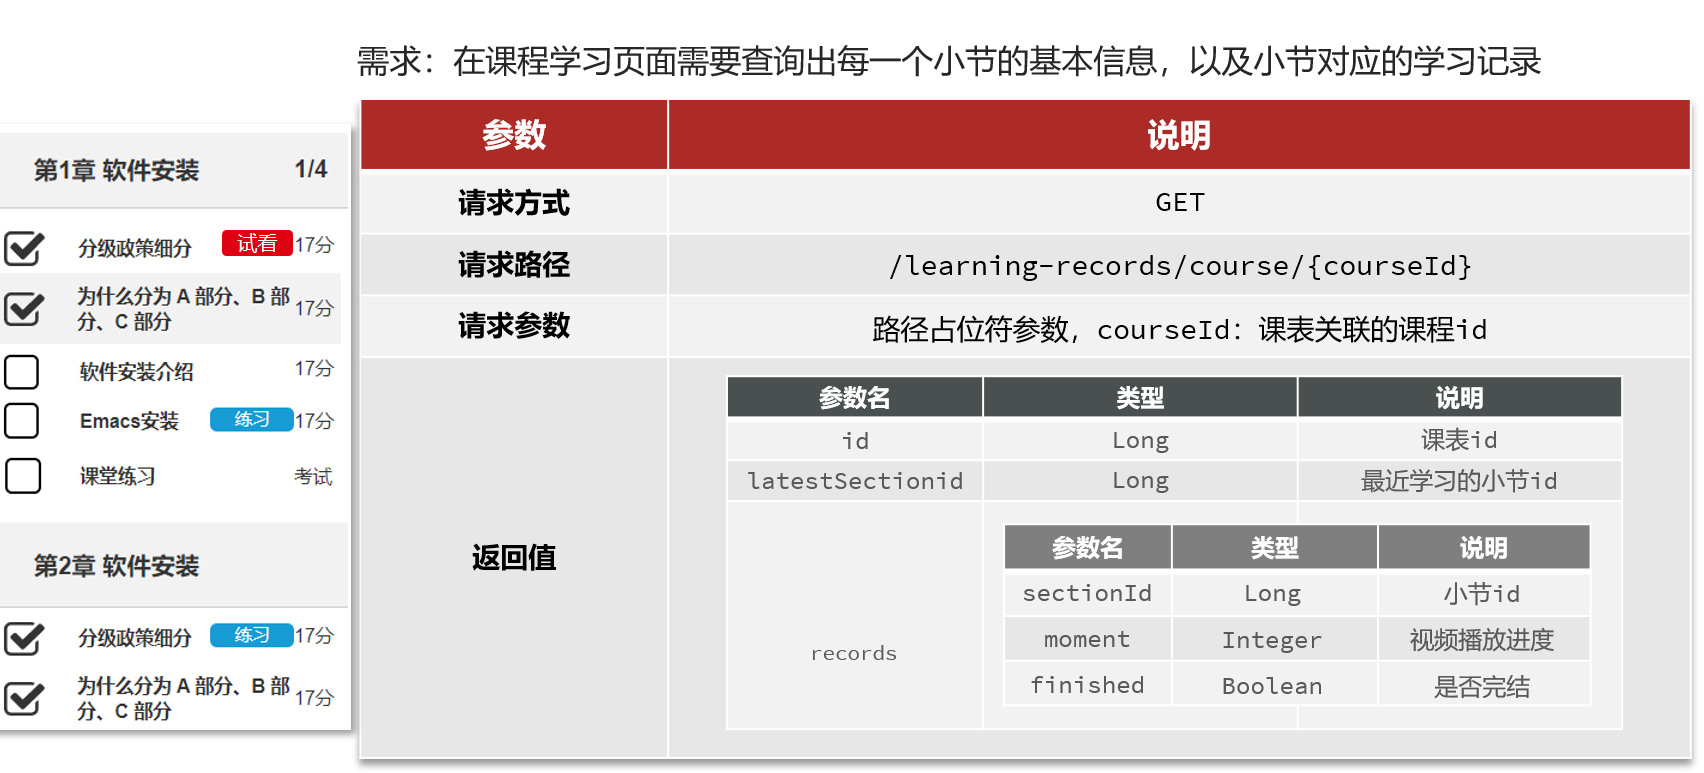 需求：在课程学习页面需要查询出每一个小节的基本信息，以及小节对应的学习记录
第1章 软件安装 1/4
分级政策细分 试看 17分
为什么分为 A 部分、B 部
分、C 部分 17分
软件安装介绍 17分
Emacs安装 练习 17分
课堂练习 考试
第2章 软件安装
分级政策细分 练习 17分
为什么分为 A 部分、B 部
分、C 部分 17分
参数 说明
请求方式 GET
请求路径 /learning-records/course/{courseId}
请求参数 路径占位符参数，courseId：课表关联的课程id
返回值
参数名 类型 说明
id Long 课表id
latestSectionid Long 最近学习的小节id
records
参数名 类型 说明
sectionId Long 小节id
moment Integer 视频播放进度
finished Boolean 是否完结